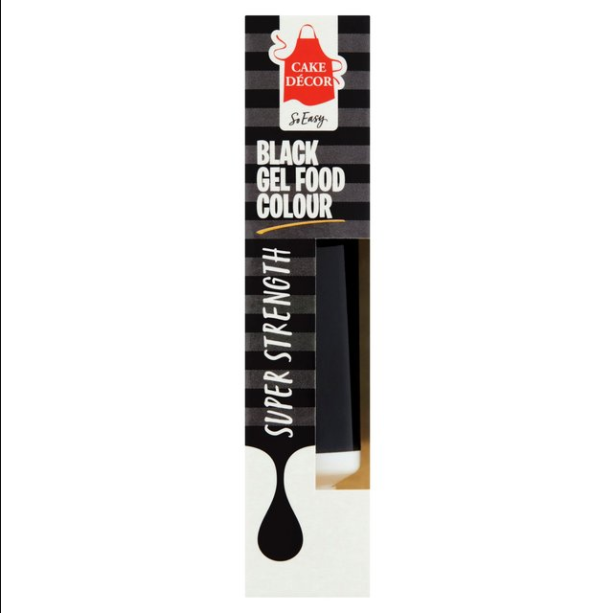 CAKE
DÉCOR
So Easy
BLACK
GEL FOOD
COLOUR
SUPER STRENGTH